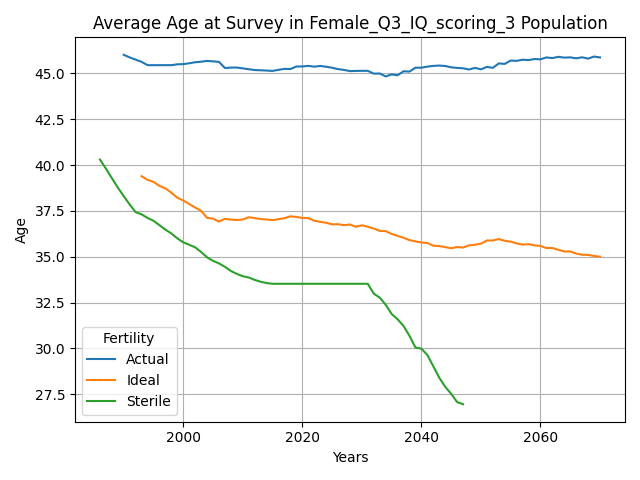 Average Age at Survey in Female_Q3_IQ_scoring_3 Population
45.0
42.5
40.0
37.5
35.0
32.5
30.0
27.5
Age
Fertility
Actual
Ideal
Sterile
2000
2020
2040
2060
Years